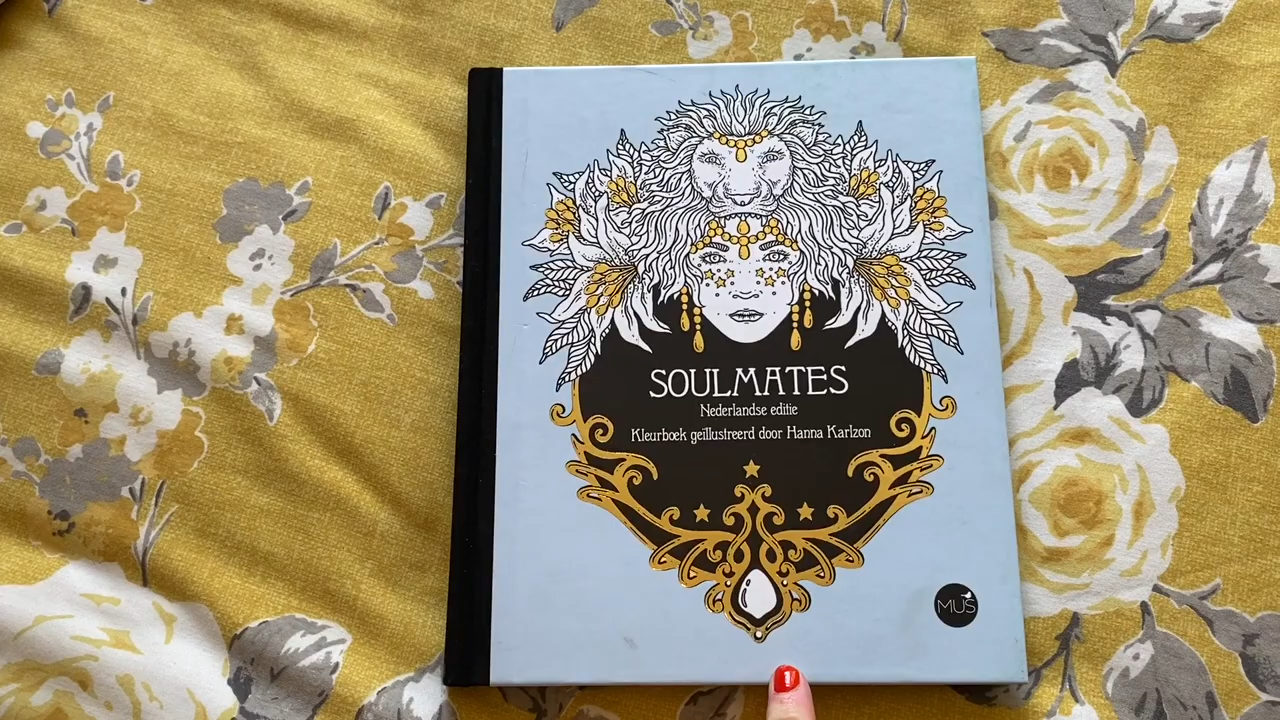 SOULMATES
Nederlandse editie
Kleurboek geïllustreerd door Hanna Karlzon
MUS